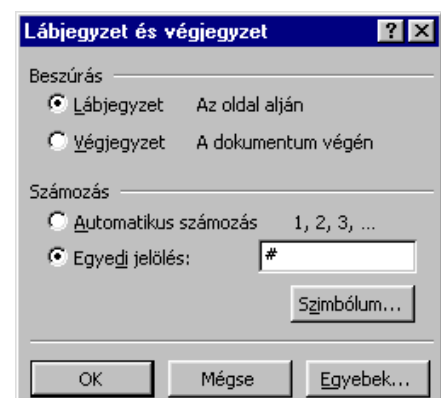 Lábjegyzet és végjegyzet
Beszúrás
Lábjegyzet Az oldal alján
Végjegyzet A dokumentum végén
Számozás
Automatikus számozás 1, 2, 3, ...
Egyedi jelölés: #
Szimbólum...
OK Mégse Egyebek...